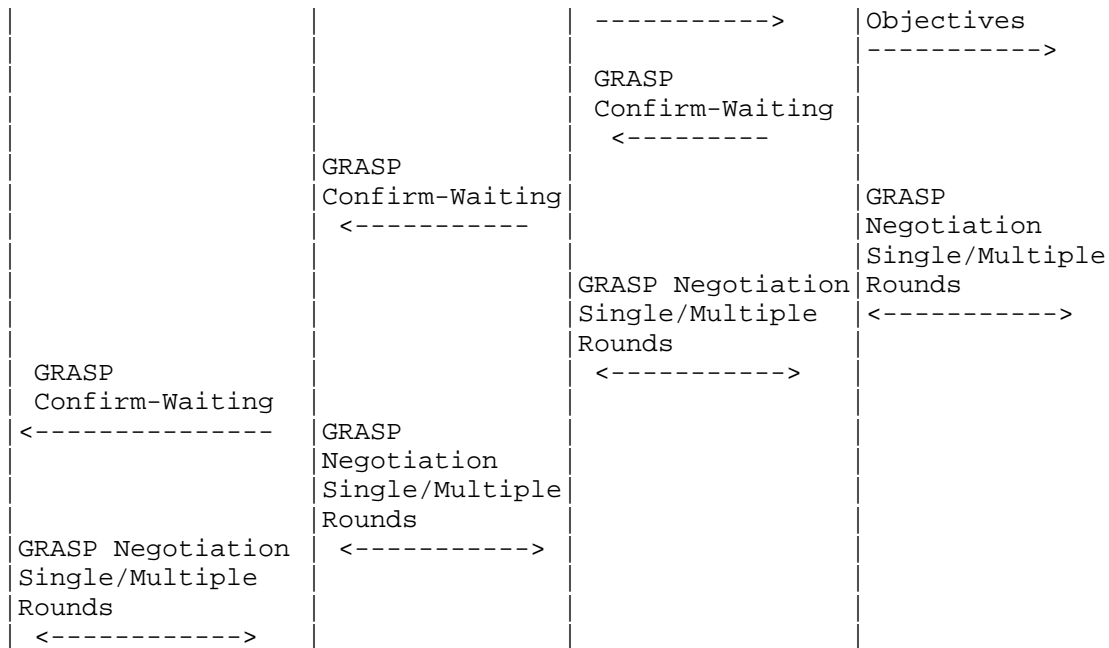 -----------> Objectives
----------->
GRASP
Confirm-Waiting
<---------
GRASP
Confirm-Waiting GRASP
<----------- Negotiation
Single/Multiple
GRASP Negotiation Rounds
Single/Multiple <----------->
Rounds
GRASP <----------->
Confirm-Waiting
<--------------- GRASP
Negotiation
Single/Multiple
Rounds
GRASP Negotiation <----------->
Single/Multiple
Rounds
<------------>